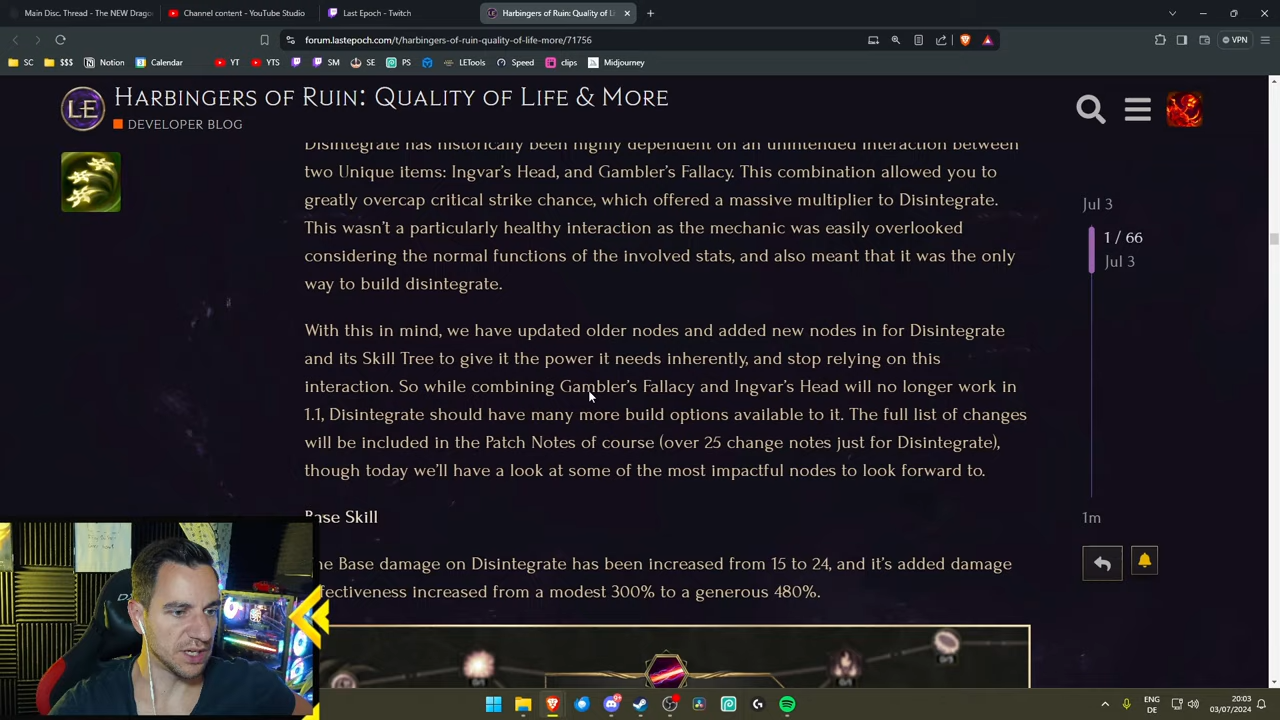 Main Disc. Thread - The NEW Drago
Channel content - YouTube Studio
Last Epoch - Twitch
Harbingers of Ruin: Quality of Li
forum.lastepoch.com/t/harbingers-of-ruin-quality-of-life-more/71756
VPN
SC
$$$
Notion
Calendar
YT
YTS
SM
SE
PS
LETools
Speed
clips
Midjourney
LE
Harbingers of Ruin: Quality of Life & More
DEVELOPER BLOG
Disintegrate has historically been highly dependent on an unintended interaction between
two Unique items: Ingvar's Head, and Gambler's Fallacy. This combination allowed you to
greatly overcap critical strike chance, which offered a massive multiplier to Disintegrate.
This wasn't a particularly healthy interaction as the mechanic was easily overlooked
considering the normal functions of the involved stats, and also meant that it was the only
way to build disintegrate.
With this in mind, we have updated older nodes and added new nodes in for Disintegrate
and its Skill Tree to give it the power it needs inherently, and stop relying on this
interaction. So while combining Gambler's Fallacy and Ingvar's Head will no longer work in
1.1, Disintegrate should have many more build options available to it. The full list of changes
will be included in the Patch Notes of course (over 25 change notes just for Disintegrate),
though today we'll have a look at some of the most impactful nodes to look forward to.
Base Skill
Base damage on Disintegrate has been increased from 15 to 24, and it's added damage
increased from a modest 300% to a generous 480%.
Jul 3
1 / 66
Jul 3
1m
ENG
DE
20:03
03/07/2024